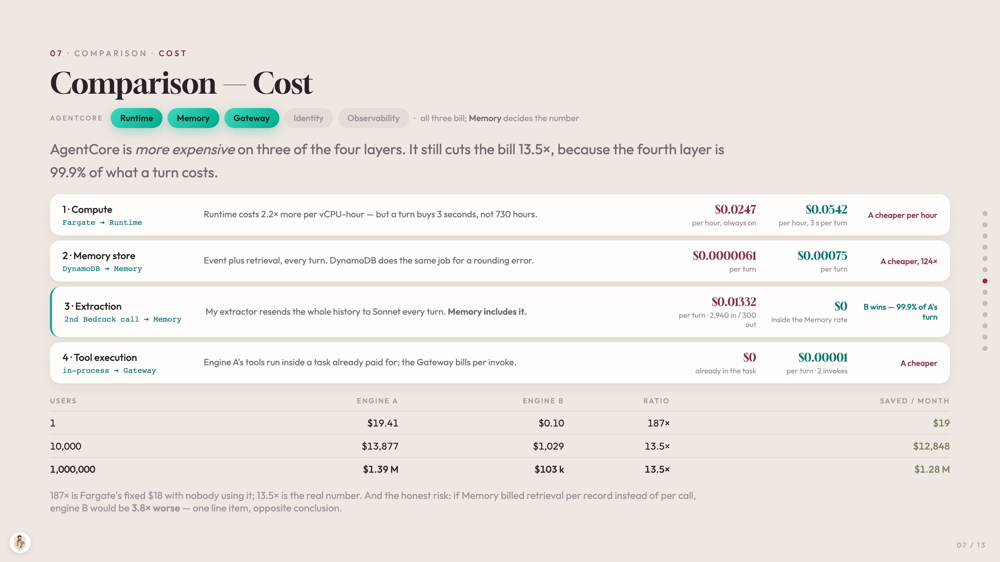 07 · COMPARISON · COST
Comparison — Cost
AGENTCORE Runtime Memory Gateway Identity Observability · all three bill; Memory decides the number
AgentCore is more expensive on three of the four layers. It still cuts the bill 13.5×, because the fourth layer is
99.9% of what a turn costs.
1 · Compute
Fargate → Runtime
Runtime costs 2.2× more per vCPU-hour — but a turn buys 3 seconds, not 730 hours.
$0.0247
per hour, always on
$0.0542
per hour, 3 s per turn
A cheaper per hour
2 · Memory store
DynamoDB → Memory
Event plus retrieval, every turn. DynamoDB does the same job for a rounding error.
$0.0000061
per turn
$0.00075
per turn
A cheaper, 124×
3 · Extraction
2nd Bedrock call → Memory
My extractor resends the whole history to Sonnet every turn. Memory includes it.
$0.01332
per turn · 2,940 in / 300
out
$0
inside the Memory rate
B wins — 99.9% of A's
turn
4 · Tool execution
in-process → Gateway
Engine A's tools run inside a task already paid for; the Gateway bills per invoke.
$0
already in the task
$0.00001
per turn · 2 invokes
A cheaper
USERS ENGINE A ENGINE B RATIO SAVED / MONTH
1 $19.41 $0.10 187× $19
10,000 $13,877 $1,029 13.5× $12,848
1,000,000 $1.39 M $103 k 13.5× $1.28 M
187× is Fargate's fixed $18 with nobody using it; 13.5× is the real number. And the honest risk: if Memory billed retrieval per record instead of per call,
engine B would be 3.8× worse — one line item, opposite conclusion.
07 / 13